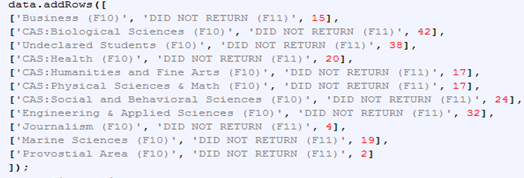 data.addRows([
['Business (F10)', 'DID NOT RETURN (F11)', 15],
['CAS:Biological Sciences (F10)', 'DID NOT RETURN (F11)', 42],
['Undeclared Students (F10)', 'DID NOT RETURN (F11)', 38],
['CAS:Health (F10)', 'DID NOT RETURN (F11)', 20],
['CAS:Humanities and Fine Arts (F10)', 'DID NOT RETURN (F11)', 17],
['CAS:Physical Sciences & Math (F10)', 'DID NOT RETURN (F11)', 17],
['CAS:Social and Behavioral Sciences (F10)', 'DID NOT RETURN (F11)', 24],
['Engineering & Applied Sciences (F10)', 'DID NOT RETURN (F11)', 32],
['Journalism (F10)', 'DID NOT RETURN (F11)', 4],
['Marine Sciences (F10)', 'DID NOT RETURN (F11)', 19],
['Provostial Area (F10)', 'DID NOT RETURN (F11)', 2]
]);